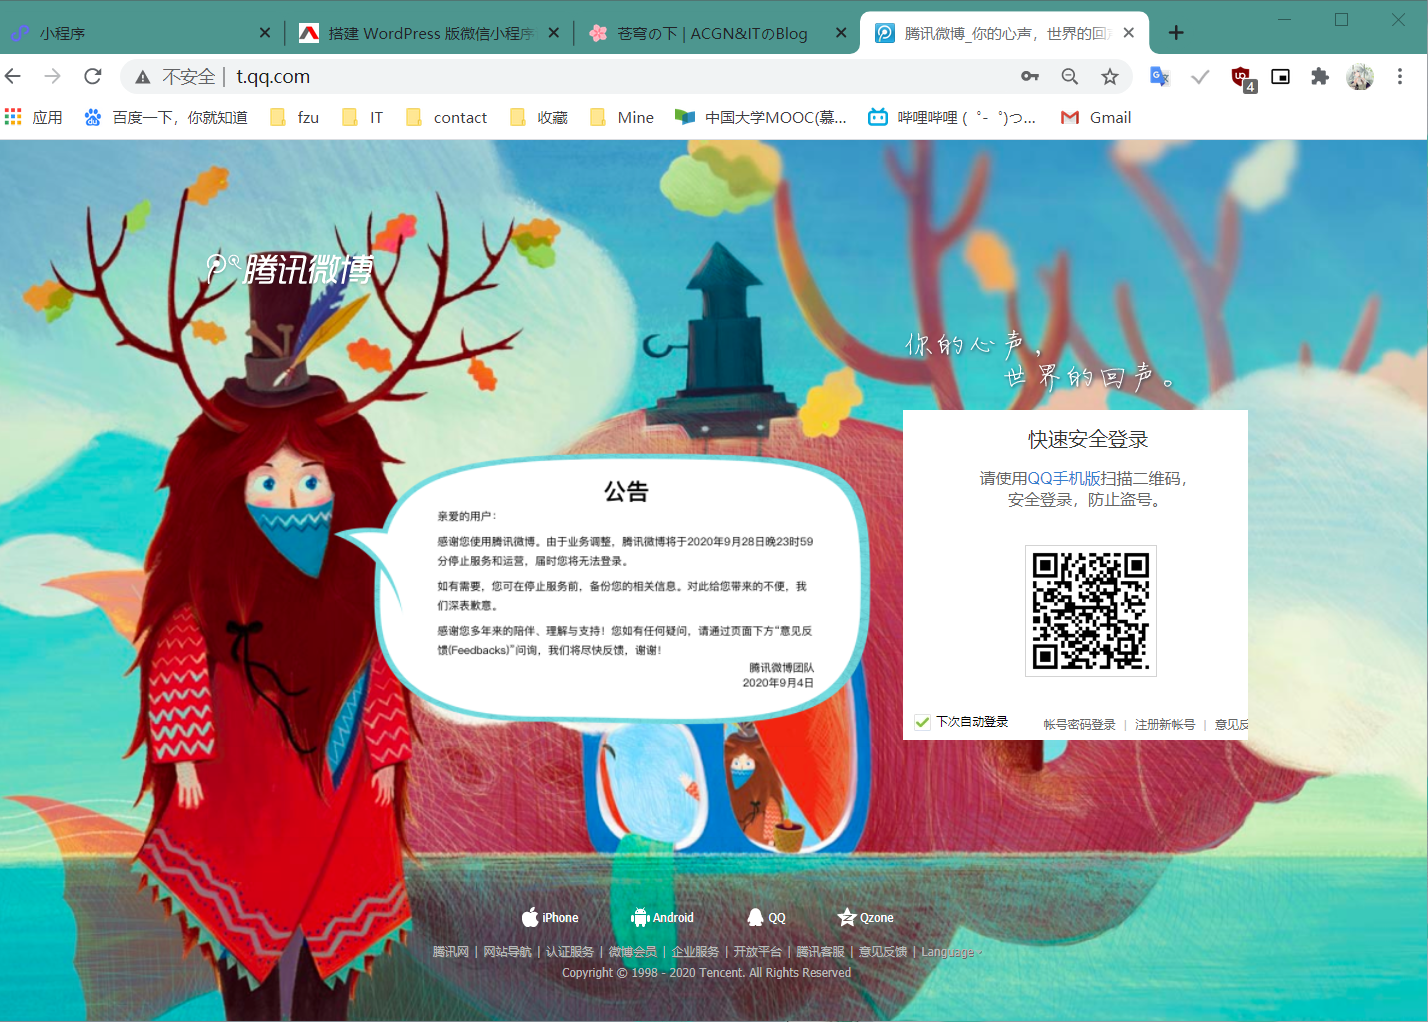 小程序
搭建 WordPress 版微信小程序
苍穹の下 | ACGN&ITのBlog
腾讯微博_你的心声，世界的回
不安全 | t.qq.com
4
应用
百度一下，你就知道
fzu
IT
contact
收藏
Mine
中国大学MOOC(慕...
哔哩哔哩 (゜-゜)つ...
Gmail
腾讯微博
你的心声，
世界的回声。
快速安全登录
请使用QQ手机版扫描二维码，
安全登录，防止盗号。
下次自动登录
帐号密码登录 | 注册新帐号 | 意见反
公告
亲爱的用户：
感谢您使用腾讯微博。由于业务调整，腾讯微博将于2020年9月28日晚23时59
分停止服务和运营，届时您将无法登录。
如有需要，您可在停止服务前，备份您的相关信息。对此给您带来的不便，我
们深表歉意。
感谢您多年来的陪伴、理解与支持！您如有任何疑问，请通过页面下方“意见反
馈(Feedbacks)”问询，我们将尽快反馈，谢谢！
腾讯微博团队
2020年9月4日
iPhone
Android
QQ
Qzone
腾讯网 | 网站导航 | 认证服务 | 微博会员 | 企业服务 | 开放平台 | 腾讯客服 | 意见反馈 | Language
Copyright © 1998 - 2020 Tencent. All Rights Reserved